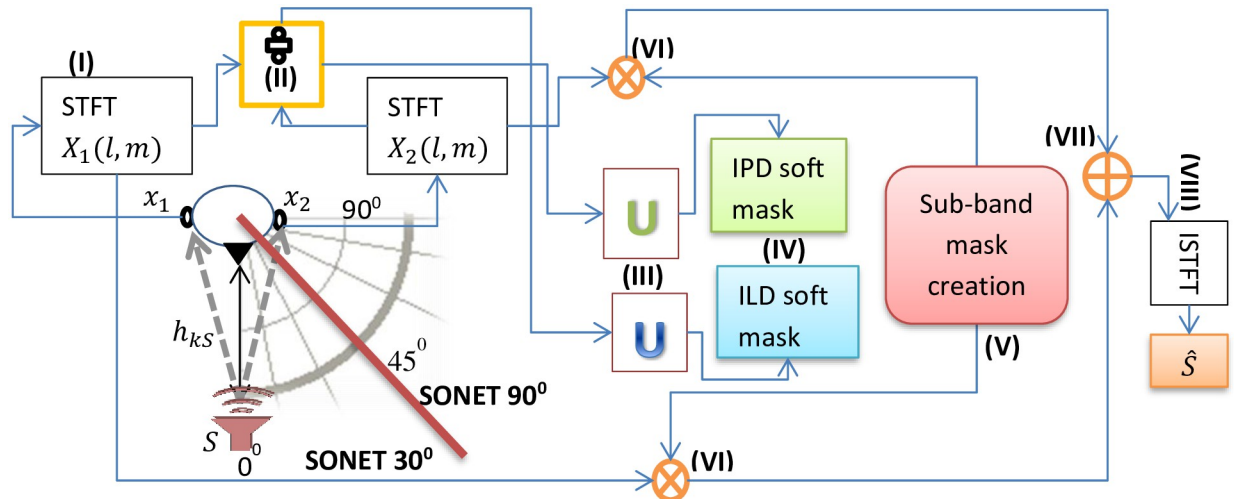 (I)
STFT
X₁(l, m)
(II)
STFT
X₂(l, m)
(VI)
x₁
x₂
90⁰
h_kS
S
0⁰
45⁰
SONET 90⁰
SONET 30⁰
U
(III)
U
IPD soft
mask
(IV)
ILD soft
mask
Sub-band
mask
creation
(V)
(VI)
(VII)
(VIII)
ISTFT
Ŝ